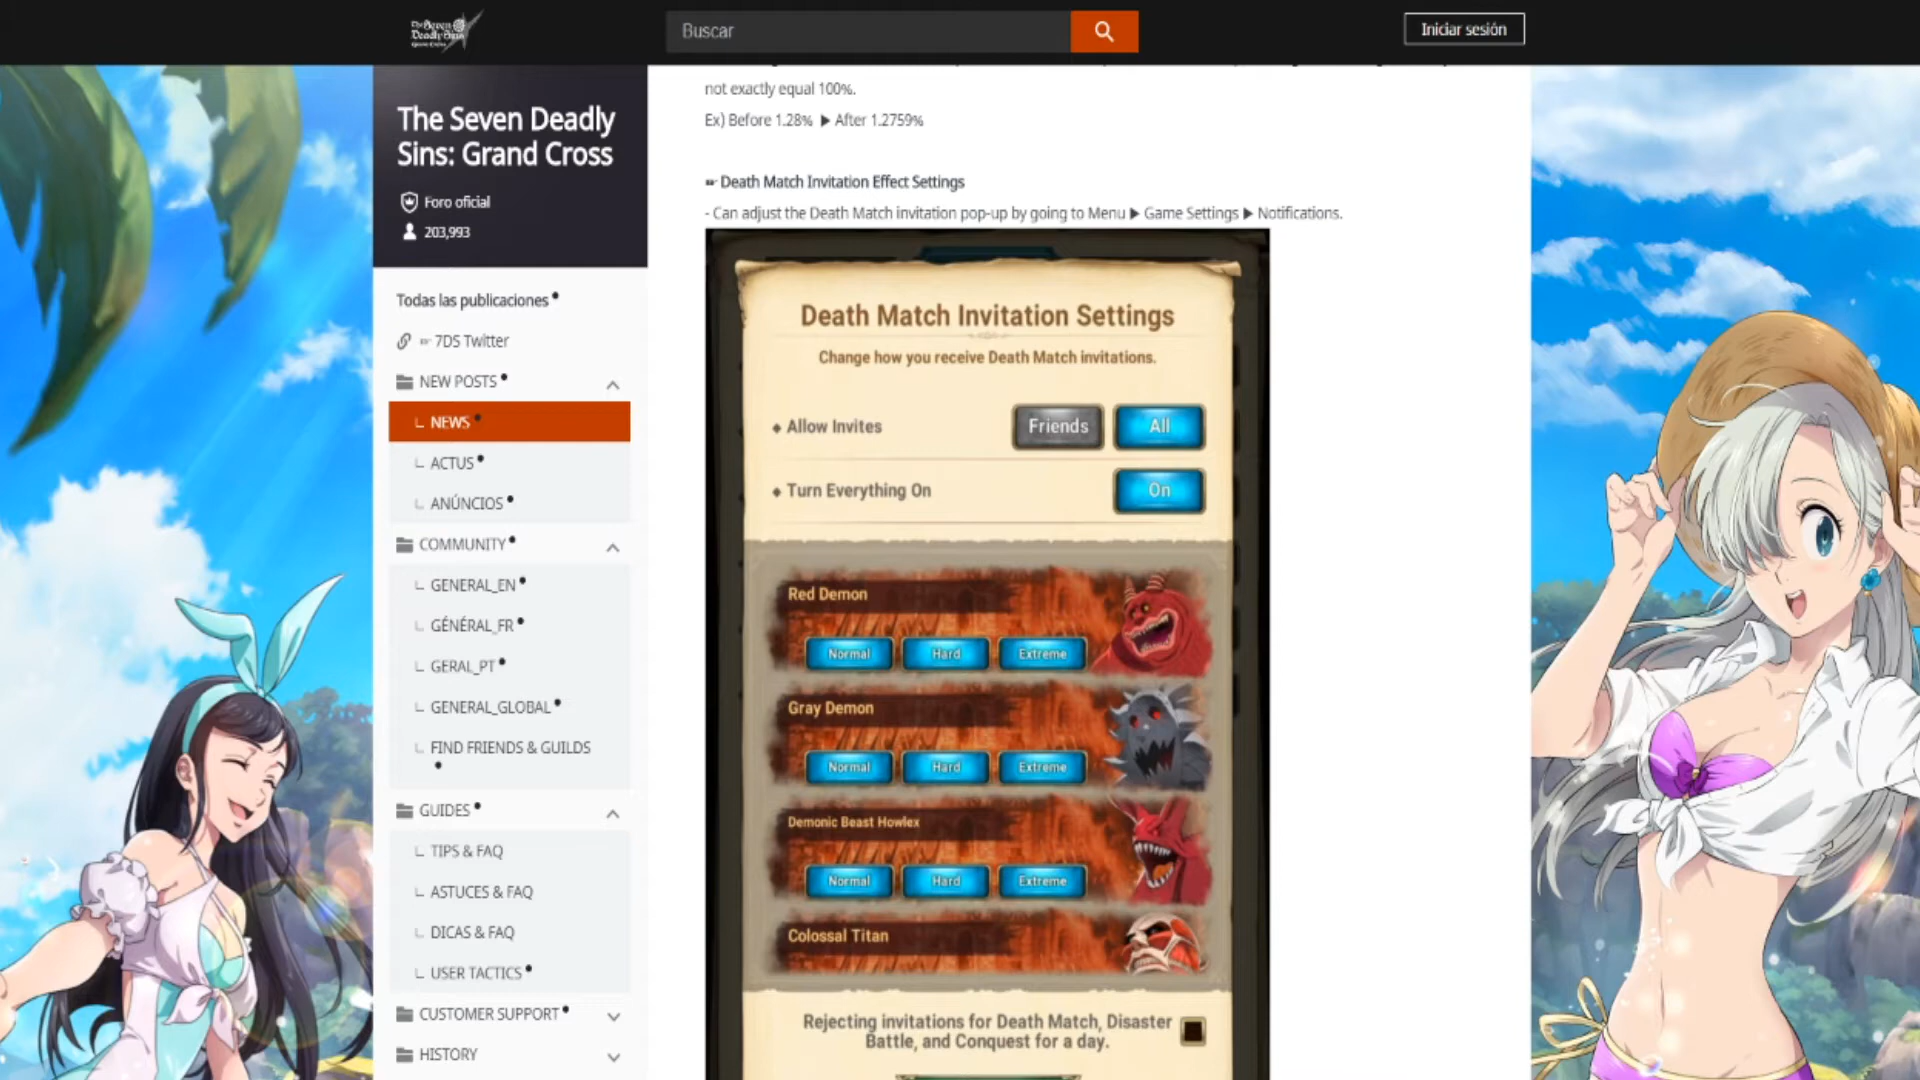 The Seven
Deadly Sins
GRAND CROSS
Buscar
Iniciar sesión
The Seven Deadly
Sins: Grand Cross
Foro oficial
203,993
Todas las publicaciones
7DS Twitter
NEW POSTS
NEWS
ACTUS
ANÚNCIOS
COMMUNITY
GENERAL_EN
GÉNÉRAL_FR
GERAL_PT
GENERAL_GLOBAL
FIND FRIENDS & GUILDS
GUIDES
TIPS & FAQ
ASTUCES & FAQ
DICAS & FAQ
USER TACTICS
CUSTOMER SUPPORT
HISTORY
not exactly equal 100%.
Ex) Before 1.28% ▶ After 1.2759%
Death Match Invitation Effect Settings
- Can adjust the Death Match invitation pop-up by going to Menu ▶ Game Settings ▶ Notifications.
Death Match Invitation Settings
Change how you receive Death Match invitations.
Allow Invites Friends All
Turn Everything On On
Red Demon
Normal Hard Extreme
Gray Demon
Normal Hard Extreme
Demonic Beast Howlex
Normal Hard Extreme
Colossal Titan
Rejecting invitations for Death Match, Disaster
Battle, and Conquest for a day.